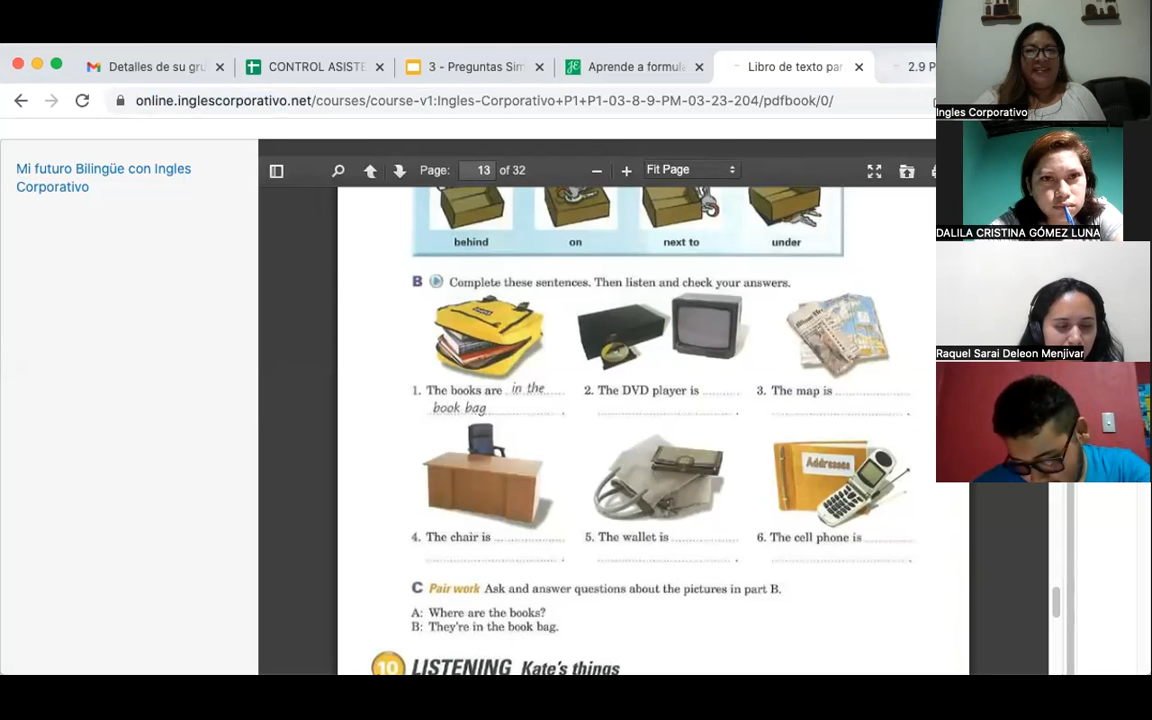 Detalles de su gru
CONTROL ASISTE
3 - Preguntas Sim
Aprende a formula
Libro de texto par
2.9 P
online.inglescorporativo.net/courses/course-v1:Ingles-Corporativo+P1+P1-03-8-9-PM-03-23-204/pdfbook/0/
Ingles Corporativo
Mi futuro Bilingüe con Ingles
Corporativo
Page: 13 of 32
Fit Page
behind on next to under
DALILA CRISTINA GÓMEZ LUNA
B Complete these sentences. Then listen and check your answers.
Raquel Sarai Deleon Menjivar
1. The books are in the
book bag
2. The DVD player is
3. The map is
Addresses
4. The chair is
5. The wallet is
6. The cell phone is
C Pair work Ask and answer questions about the pictures in part B.
A: Where are the books?
B: They're in the book bag.
10 LISTENING Kate's things